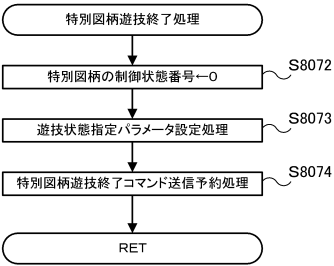 特別図柄遊技終了処理
特別図柄の制御状態番号←0
S8072
遊技状態指定パラメータ設定処理
S8073
特別図柄遊技終了コマンド送信予約処理
S8074
RET